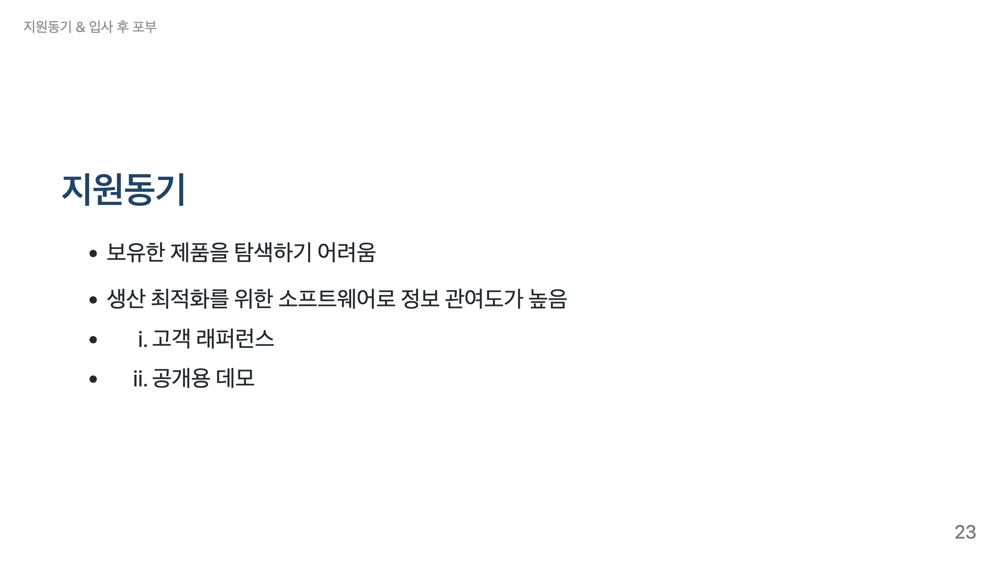 지원동기 & 입사 후 포부
지원동기
• 보유한 제품을 탐색하기 어려움
• 생산 최적화를 위한 소프트웨어로 정보 관여도가 높음
• i. 고객 래퍼런스
• ii. 공개용 데모
23